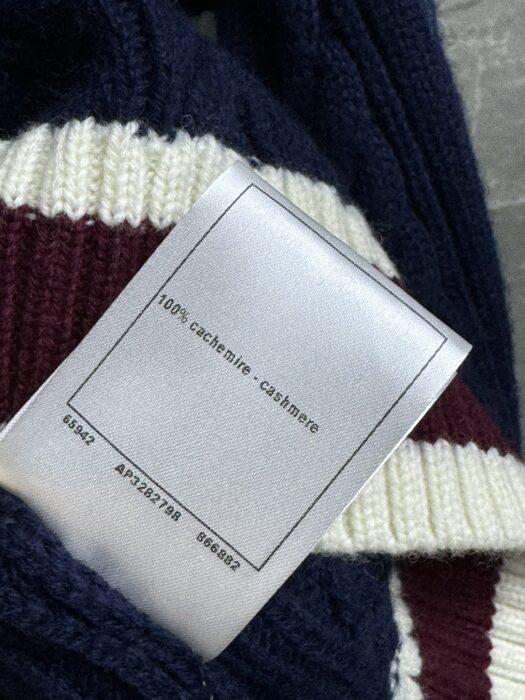 100% cachemire - cashmere
65942 AP3282798 866882